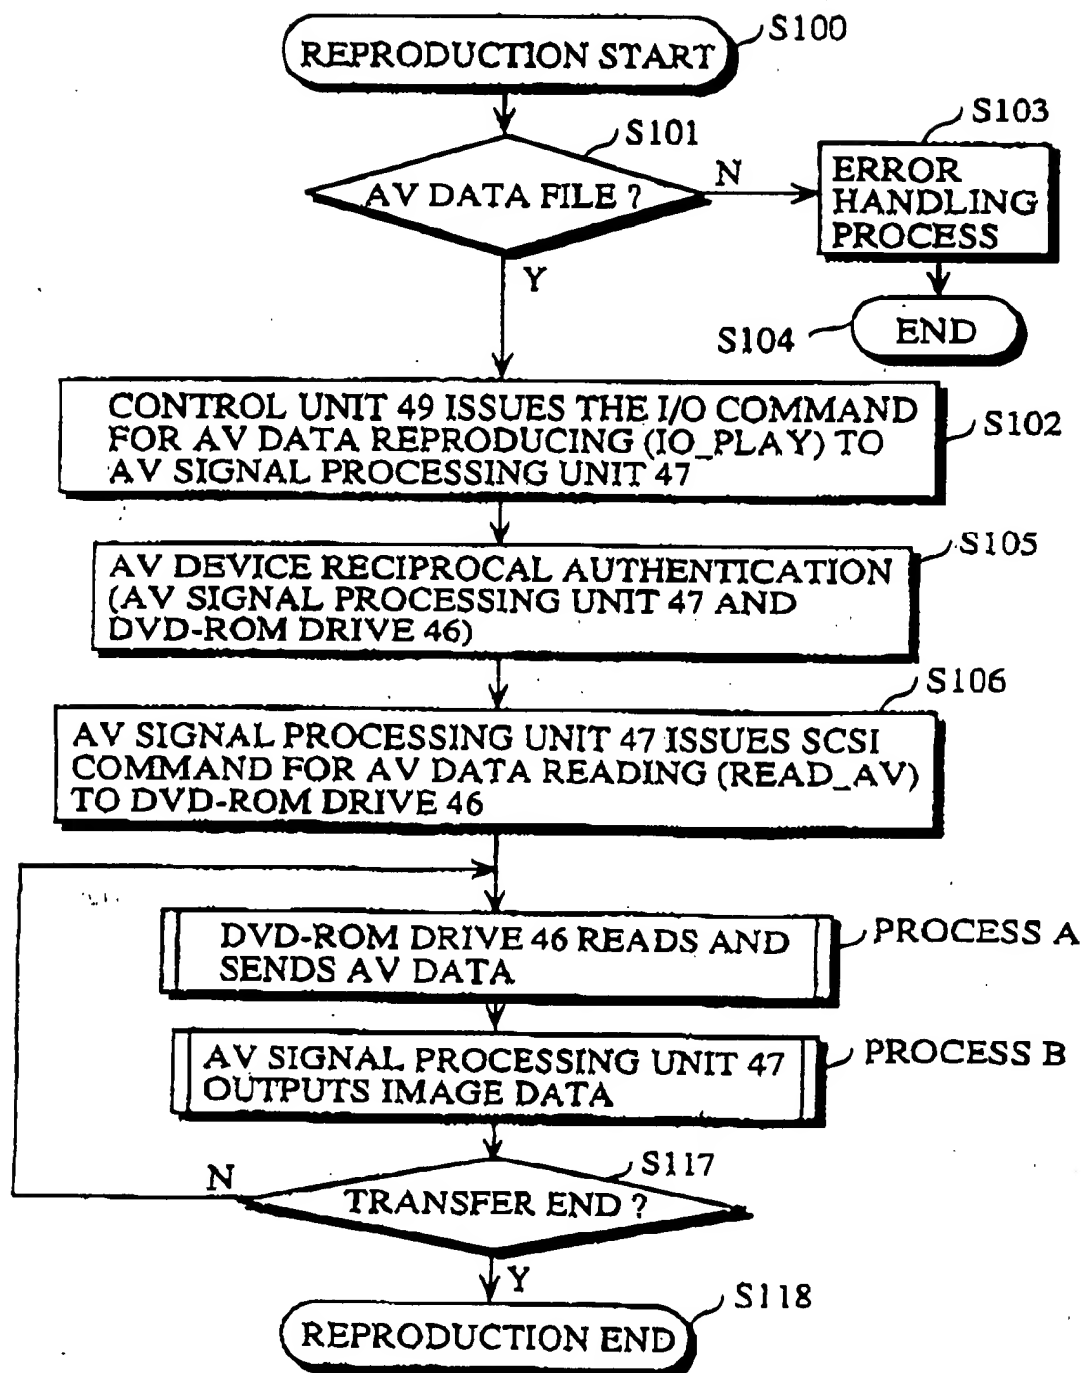 REPRODUCTION START
S100
AV DATA FILE ?
S101
N
S103
ERROR
HANDLING
PROCESS
Y
S104
END
CONTROL UNIT 49 ISSUES THE I/O COMMAND
FOR AV DATA REPRODUCING (IO_PLAY) TO
AV SIGNAL PROCESSING UNIT 47
S102
AV DEVICE RECIPROCAL AUTHENTICATION
(AV SIGNAL PROCESSING UNIT 47 AND
DVD-ROM DRIVE 46)
S105
S106
AV SIGNAL PROCESSING UNIT 47 ISSUES SCSI
COMMAND FOR AV DATA READING (READ_AV)
TO DVD-ROM DRIVE 46
DVD-ROM DRIVE 46 READS AND
SENDS AV DATA
PROCESS A
AV SIGNAL PROCESSING UNIT 47
OUTPUTS IMAGE DATA
PROCESS B
N
S117
TRANSFER END ?
Y
S118
REPRODUCTION END